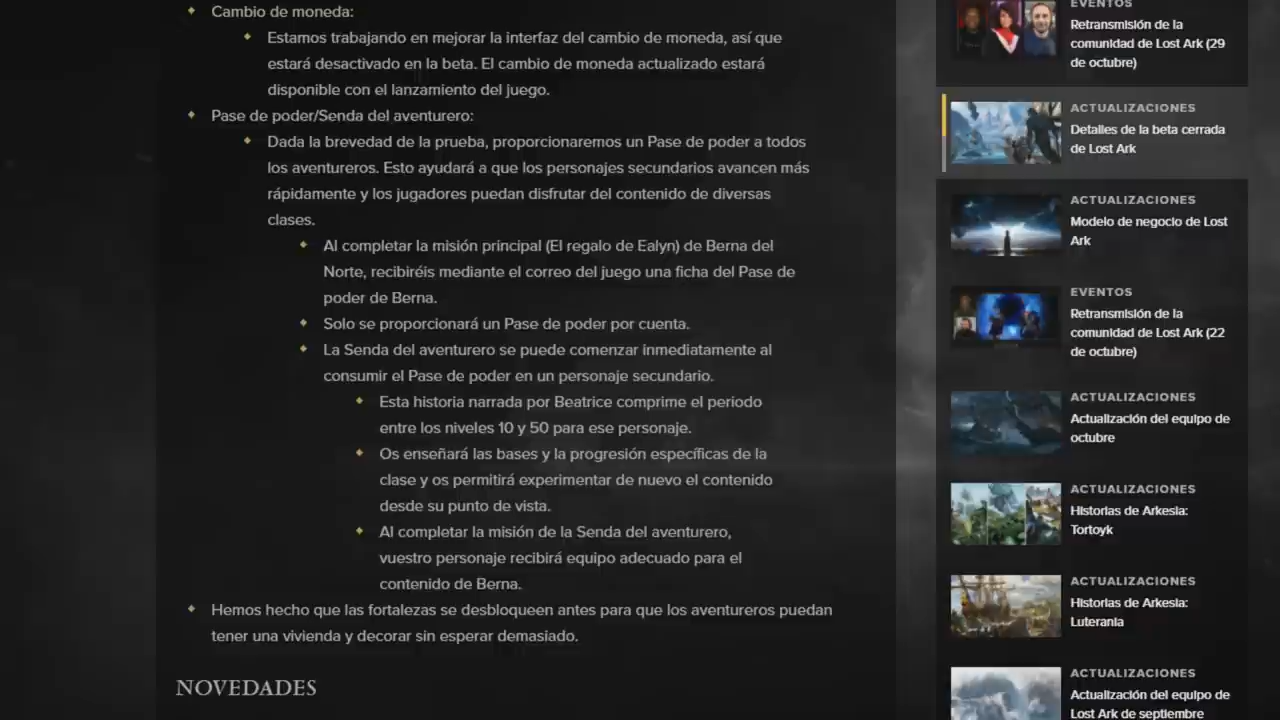 Cambio de moneda:
Estamos trabajando en mejorar la interfaz del cambio de moneda, así que
estará desactivado en la beta. El cambio de moneda actualizado estará
disponible con el lanzamiento del juego.
Pase de poder/Senda del aventurero:
Dada la brevedad de la prueba, proporcionaremos un Pase de poder a todos
los aventureros. Esto ayudará a que los personajes secundarios avancen más
rápidamente y los jugadores puedan disfrutar del contenido de diversas
clases.
Al completar la misión principal (El regalo de Ealyn) de Berna del
Norte, recibiréis mediante el correo del juego una ficha del Pase de
poder de Berna.
Solo se proporcionará un Pase de poder por cuenta.
La Senda del aventurero se puede comenzar inmediatamente al
consumir el Pase de poder en un personaje secundario.
Esta historia narrada por Beatrice comprime el periodo
entre los niveles 10 y 50 para ese personaje.
Os enseñará las bases y la progresión específicas de la
clase y os permitirá experimentar de nuevo el contenido
desde su punto de vista.
Al completar la misión de la Senda del aventurero,
vuestro personaje recibirá equipo adecuado para el
contenido de Berna.
Hemos hecho que las fortalezas se desbloqueen antes para que los aventureros puedan
tener una vivienda y decorar sin esperar demasiado.
NOVEDADES
EVENTOS
Retransmisión de la
comunidad de Lost Ark (29
de octubre)
ACTUALIZACIONES
Detalles de la beta cerrada
de Lost Ark
ACTUALIZACIONES
Modelo de negocio de Lost
Ark
EVENTOS
Retransmisión de la
comunidad de Lost Ark (22
de octubre)
ACTUALIZACIONES
Actualización del equipo de
octubre
ACTUALIZACIONES
Historias de Arkesia:
Tortoyk
ACTUALIZACIONES
Historias de Arkesia:
Luterania
ACTUALIZACIONES
Actualización del equipo de
Lost Ark de septiembre